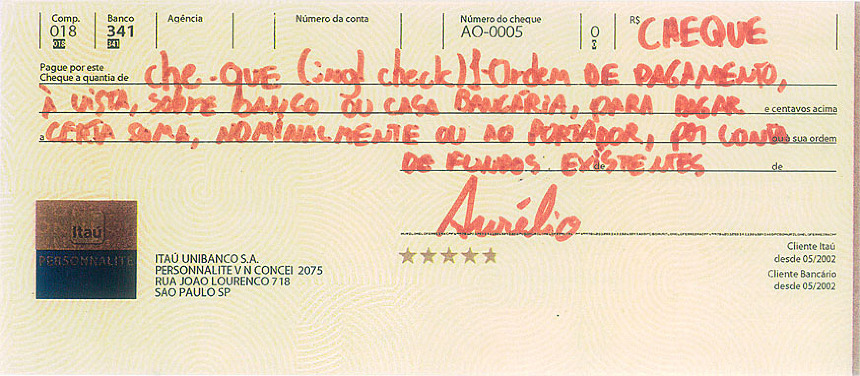 Comp. Banco Agência Número da conta Número do cheque R$
018 341 AO-0005 0 CHEQUE
018 341 8
Pague por este
Cheque a quantia de che-QUE (ingl check) 1-Ordem DE PAGAMENTO,
À VISTA, SOBRE BANCO OU CASA BANCÁRIA, PARA PAGAR e centavos acima
a CERTA SOMA, NOMINALMENTE OU AO PORTADOR, POR CONTA ou à sua ordem
DE FUNDOS EXISTENTES de de
Aurélio
Itaú
PERSONNALITÉ
ITAÚ UNIBANCO S.A.
PERSONNALITE V N CONCEI 2075
RUA JOAO LOURENCO 718
SAO PAULO SP
Cliente Itaú
desde 05/2002
Cliente Bancário
desde 05/2002